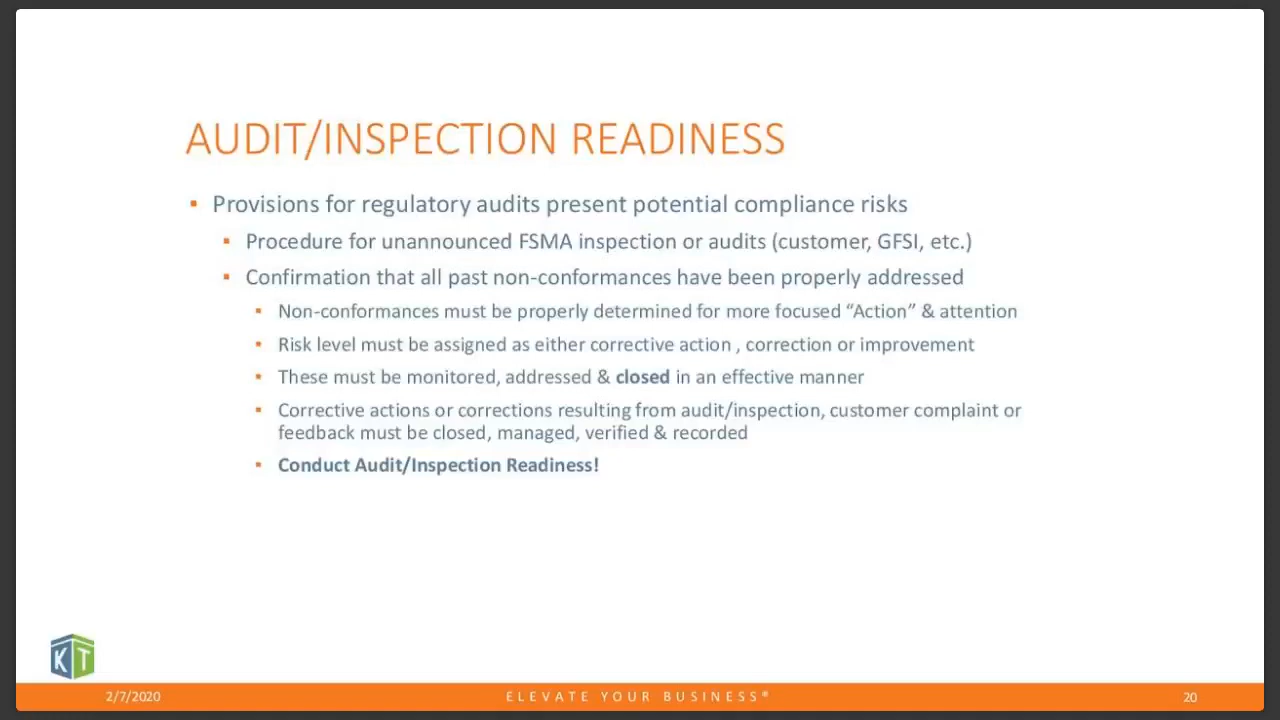 AUDIT/INSPECTION READINESS
▪ Provisions for regulatory audits present potential compliance risks
▪ Procedure for unannounced FSMA inspection or audits (customer, GFSI, etc.)
▪ Confirmation that all past non-conformances have been properly addressed
▪ Non-conformances must be properly determined for more focused “Action” & attention
▪ Risk level must be assigned as either corrective action , correction or improvement
▪ These must be monitored, addressed & closed in an effective manner
▪ Corrective actions or corrections resulting from audit/inspection, customer complaint or
feedback must be closed, managed, verified & recorded
▪ Conduct Audit/Inspection Readiness!
KT
2/7/2020
ELEVATE YOUR BUSINESS®
20